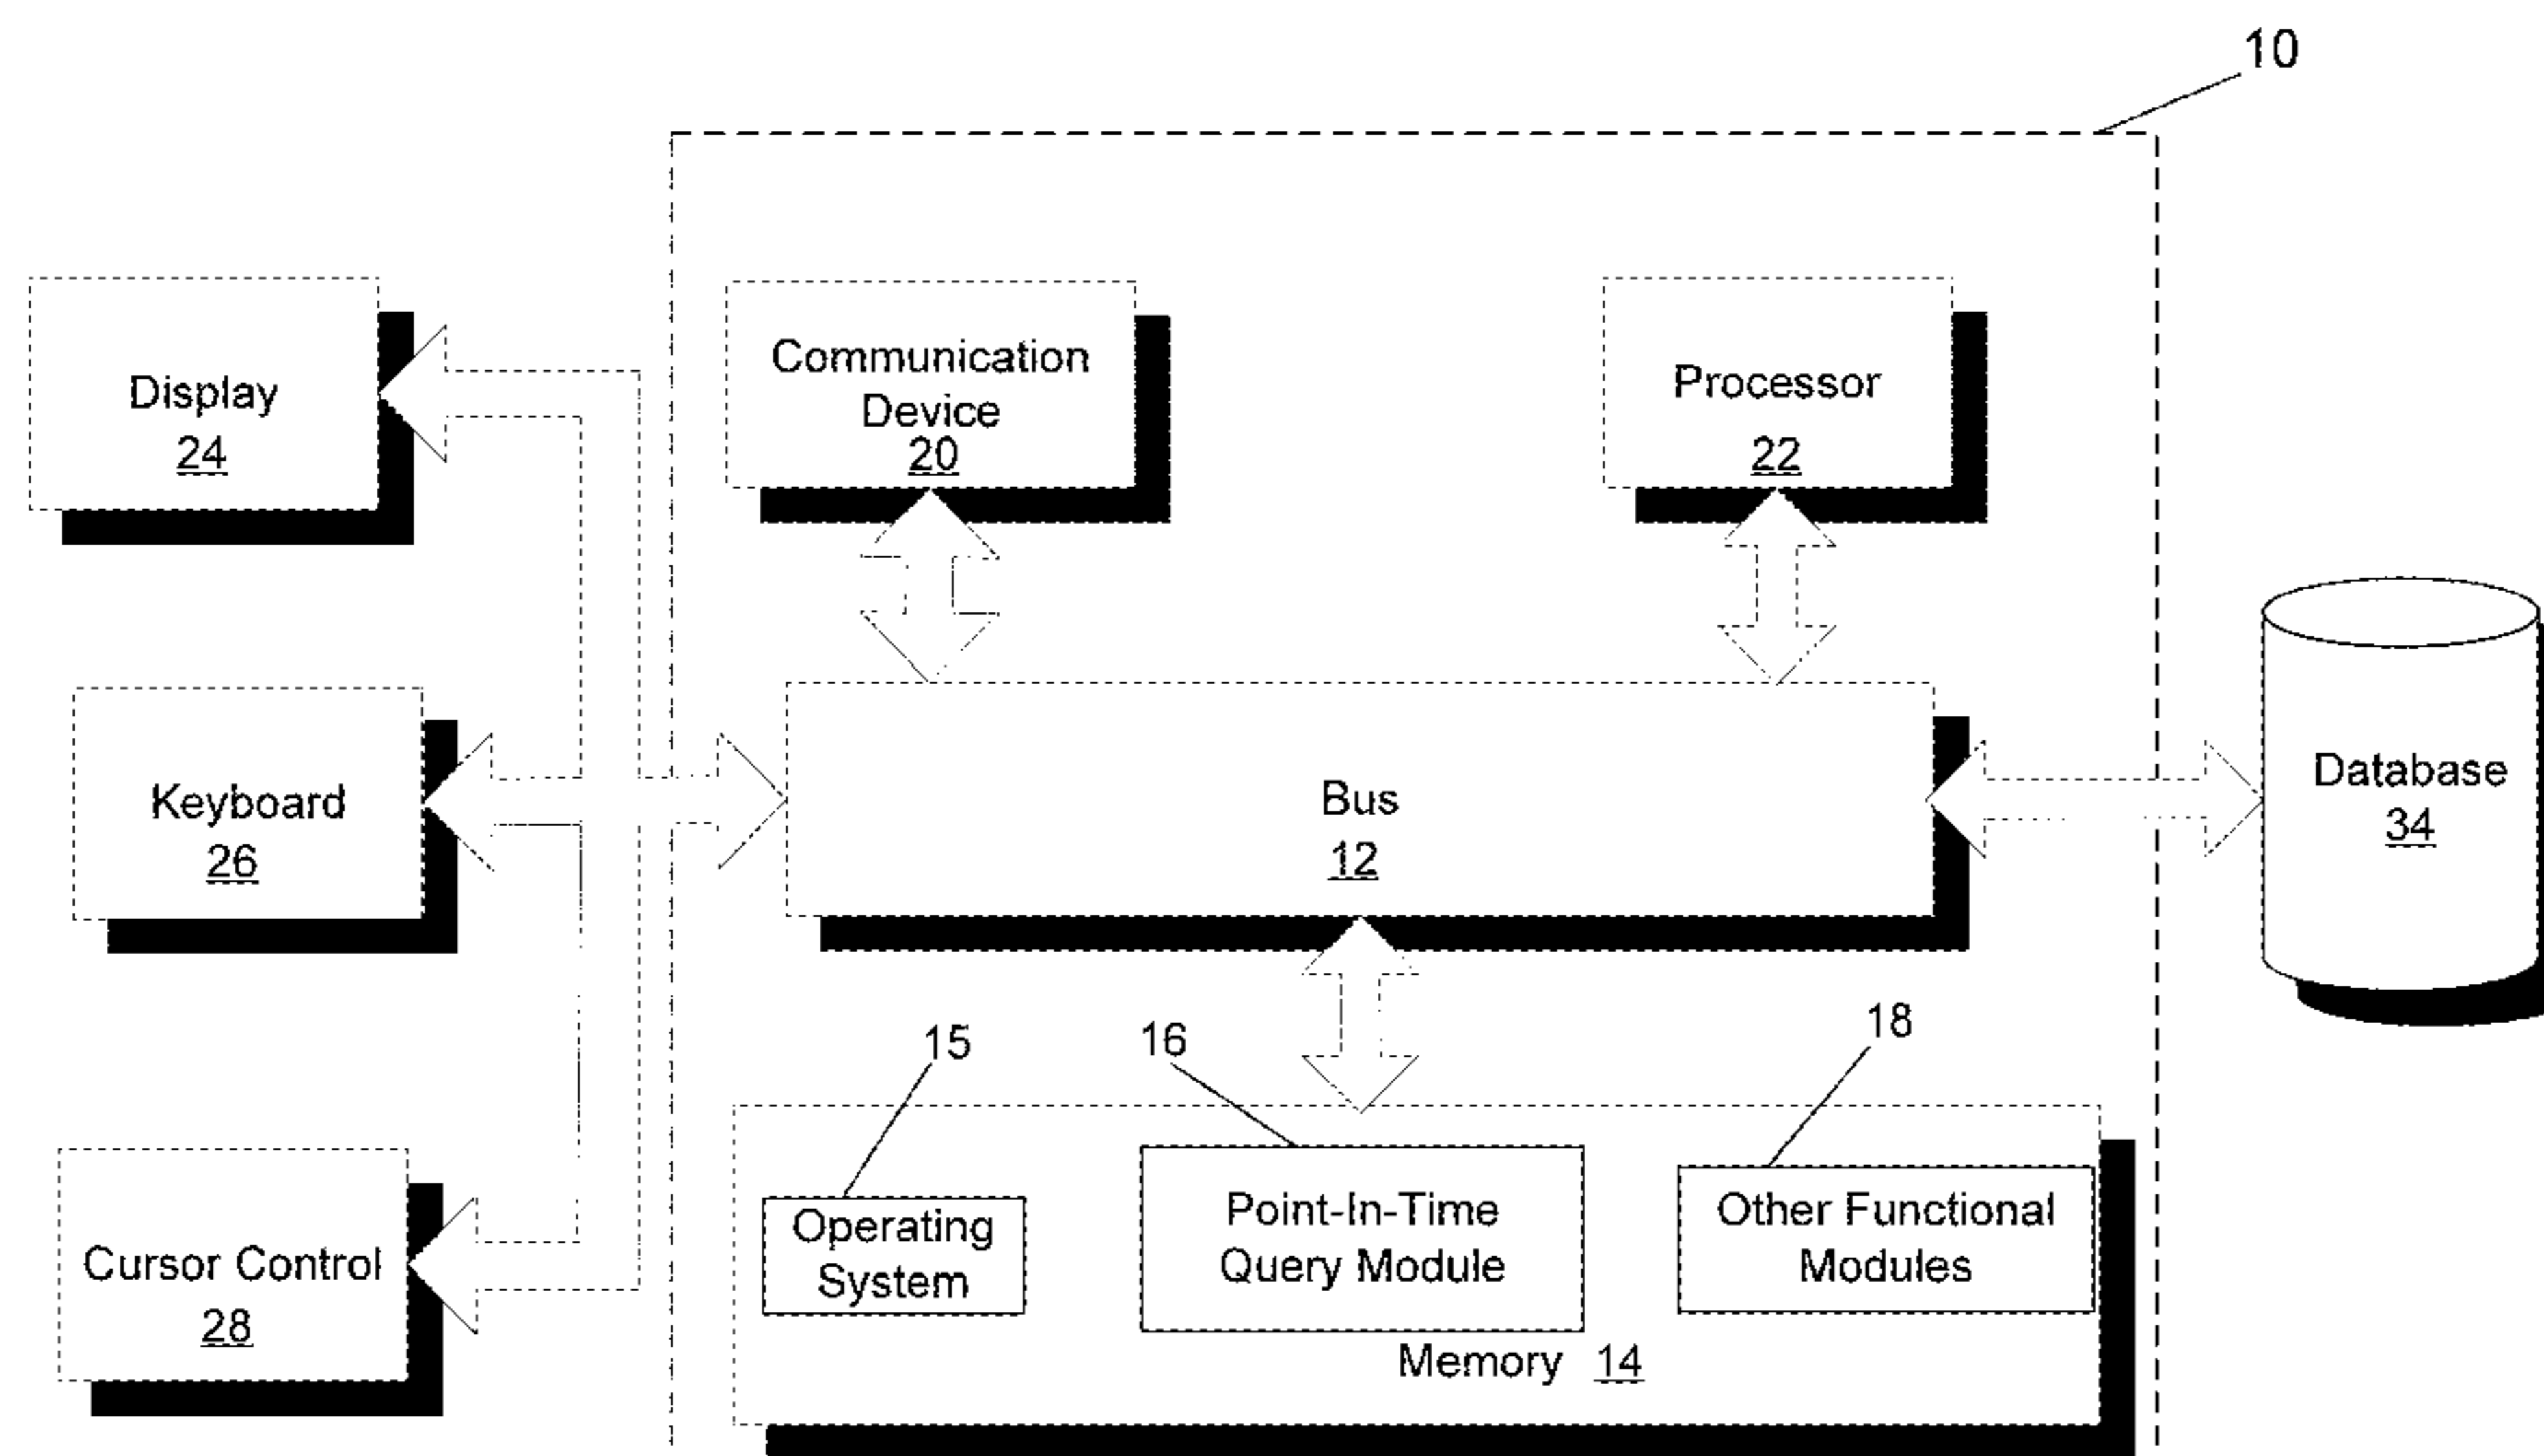 10
Display
24
Communication
Device
20
Processor
22
Keyboard
26
Bus
12
Database
34
15
16
18
Cursor Control
28
Operating
System
Point-In-Time
Query Module
Other Functional
Modules
Memory 14